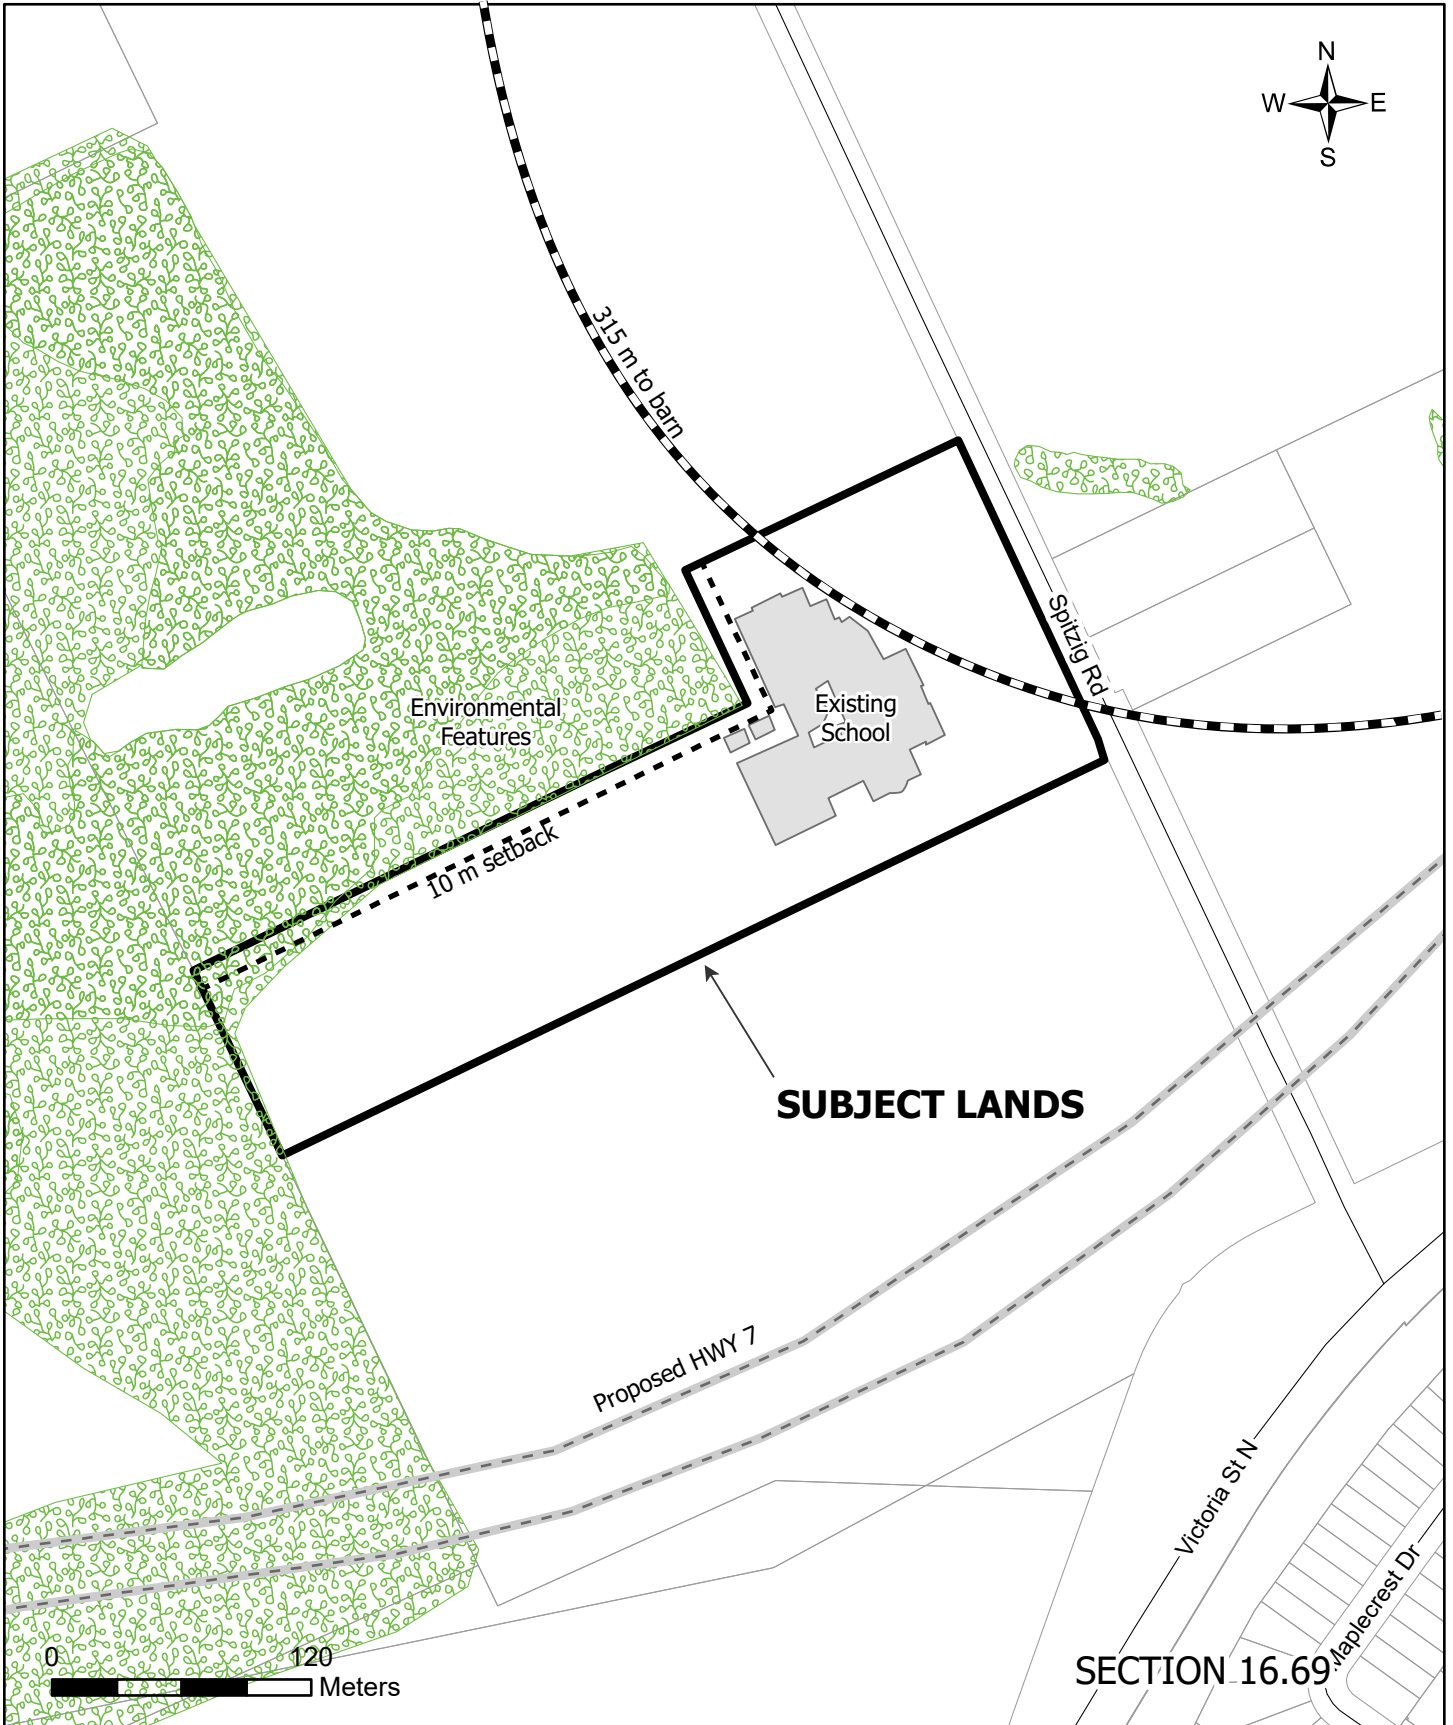 N
W E
S
315 m to barn
Spitzig Rd
Environmental
Features
Existing
School
10 m setback
SUBJECT LANDS
Proposed HWY 7
Victoria St N
Maplecrest Dr
0 120
Meters
SECTION 16.69